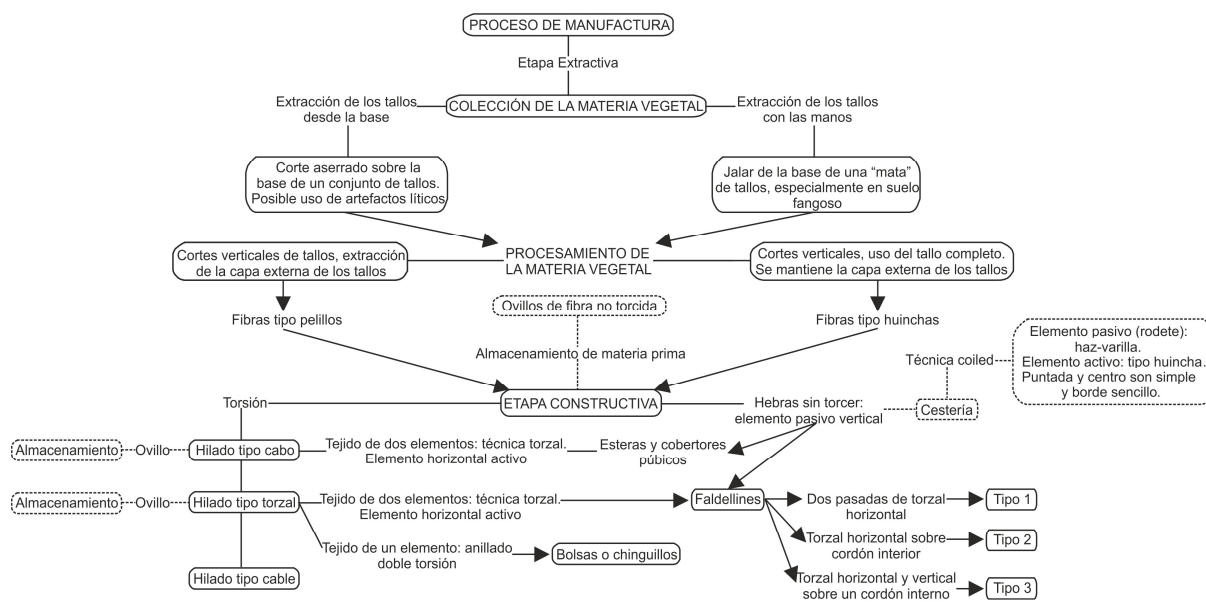 PROCESO DE MANUFACTURA
Etapa Extractiva
Extracción de los tallos
desde la base
COLECCIÓN DE LA MATERIA VEGETAL
Extracción de los tallos
con las manos
Corte aserrado sobre la
base de un conjunto de tallos.
Posible uso de artefactos líticos
Jalar de la base de una “mata”
de tallos, especialmente en suelo
fangoso
Cortes verticales de tallos, extracción
de la capa externa de los tallos
PROCESAMIENTO DE
LA MATERIA VEGETAL
Cortes verticales, uso del tallo completo.
Se mantiene la capa externa de los tallos
Ovillos de fibra no torcida
Fibras tipo pelillos
Fibras tipo huinchas
Almacenamiento de materia prima
Técnica coiled
Elemento pasivo (rodete):
haz-varilla.
Elemento activo: tipo huincha.
Puntada y centro son simple
y borde sencillo.
Torsión
ETAPA CONSTRUCTIVA
Hebras sin torcer:
elemento pasivo vertical
Cestería
Almacenamiento
Ovillo
Hilado tipo cabo
Tejido de dos elementos: técnica torzal.
Elemento horizontal activo
Esteras y cobertores
púbicos
Almacenamiento
Ovillo
Hilado tipo torzal
Tejido de dos elementos: técnica torzal.
Elemento horizontal activo
Faldellines
Dos pasadas de torzal
horizontal
Tipo 1
Torzal horizontal sobre
cordón interior
Tipo 2
Tejido de un elemento: anillado
doble torsión
Bolsas o chinguillos
Hilado tipo cable
Torzal horizontal y vertical
sobre un cordón interno
Tipo 3